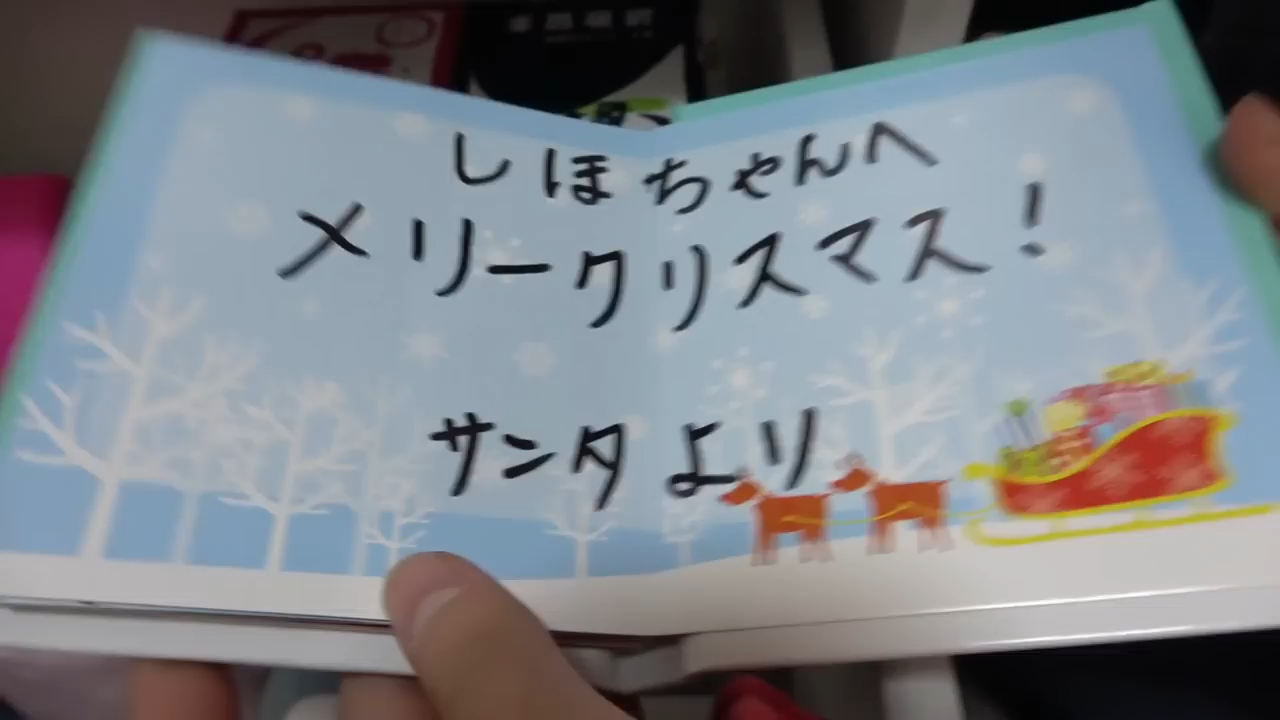 しほちゃんへ
メリークリスマス！
サンタより